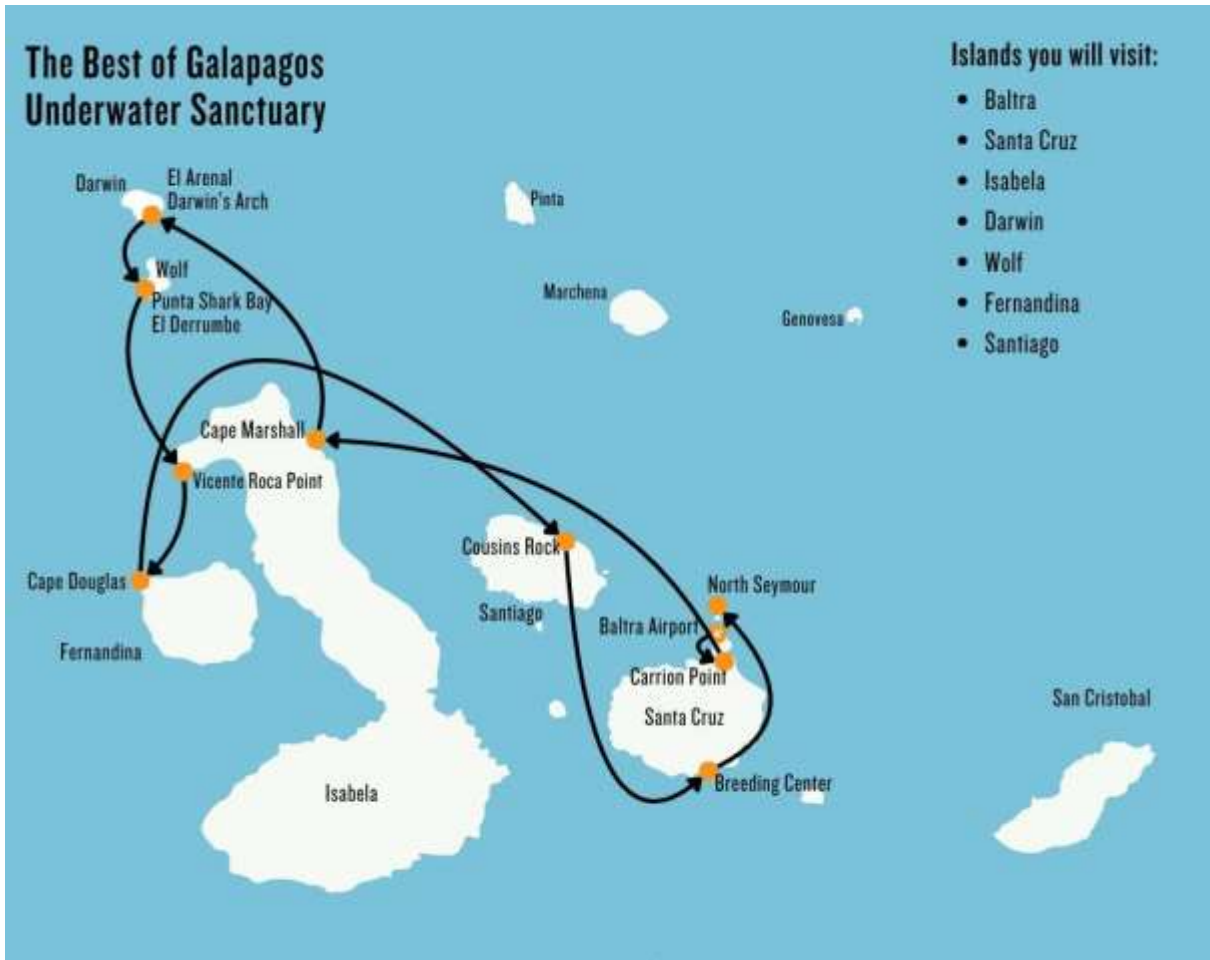 The Best of Galapagos
Underwater Sanctuary
Islands you will visit:
• Baltra
• Santa Cruz
• Isabela
• Darwin
• Wolf
• Fernandina
• Santiago
Darwin
El Arenal
Darwin's Arch
Pinta
Wolf
Punta Shark Bay
El Derrumbe
Marchena
Genovesa
Cape Marshall
Vicente Roca Point
Cousins Rock
Cape Douglas
North Seymour
Santiago
Baltra Airport
Fernandina
Carrion Point
Santa Cruz
San Cristobal
Breeding Center
Isabela